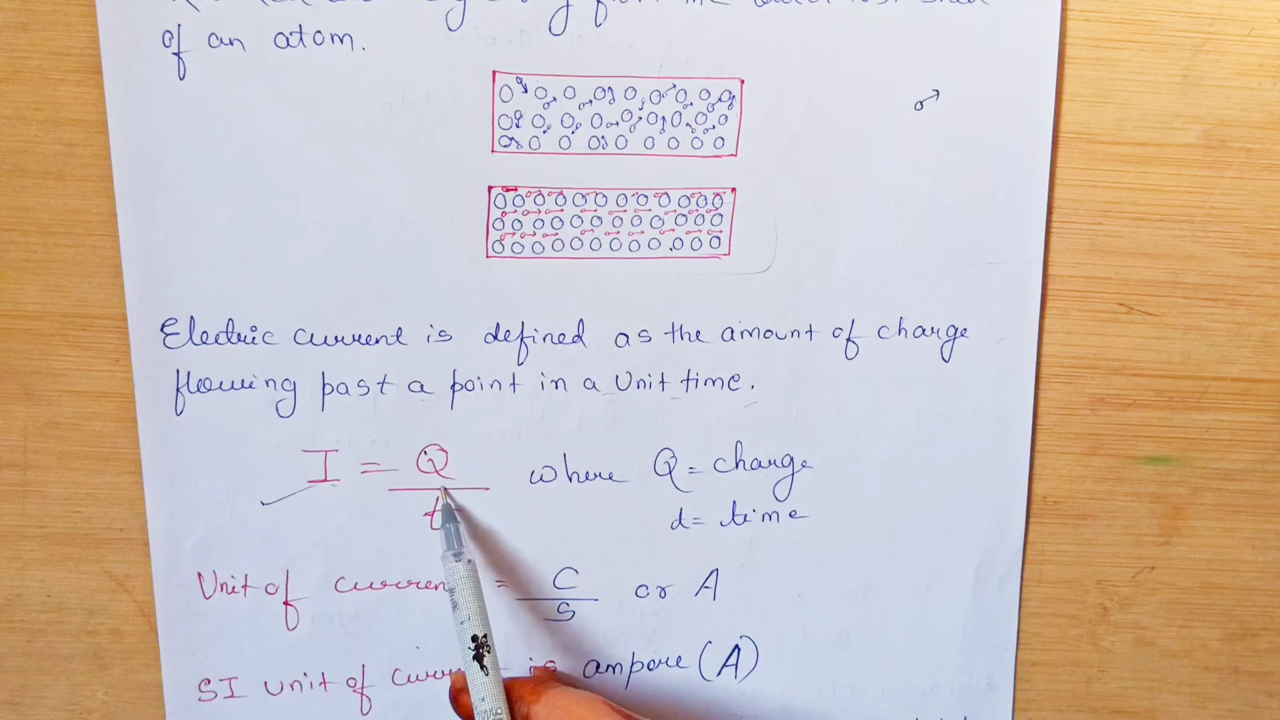 of an atom.
Electric current is defined as the amount of charge
flowing past a point in a Unit time.
I = Q/t where Q = charge
d = time
Unit of current = C/S or A
SI unit of current is ampere (A)